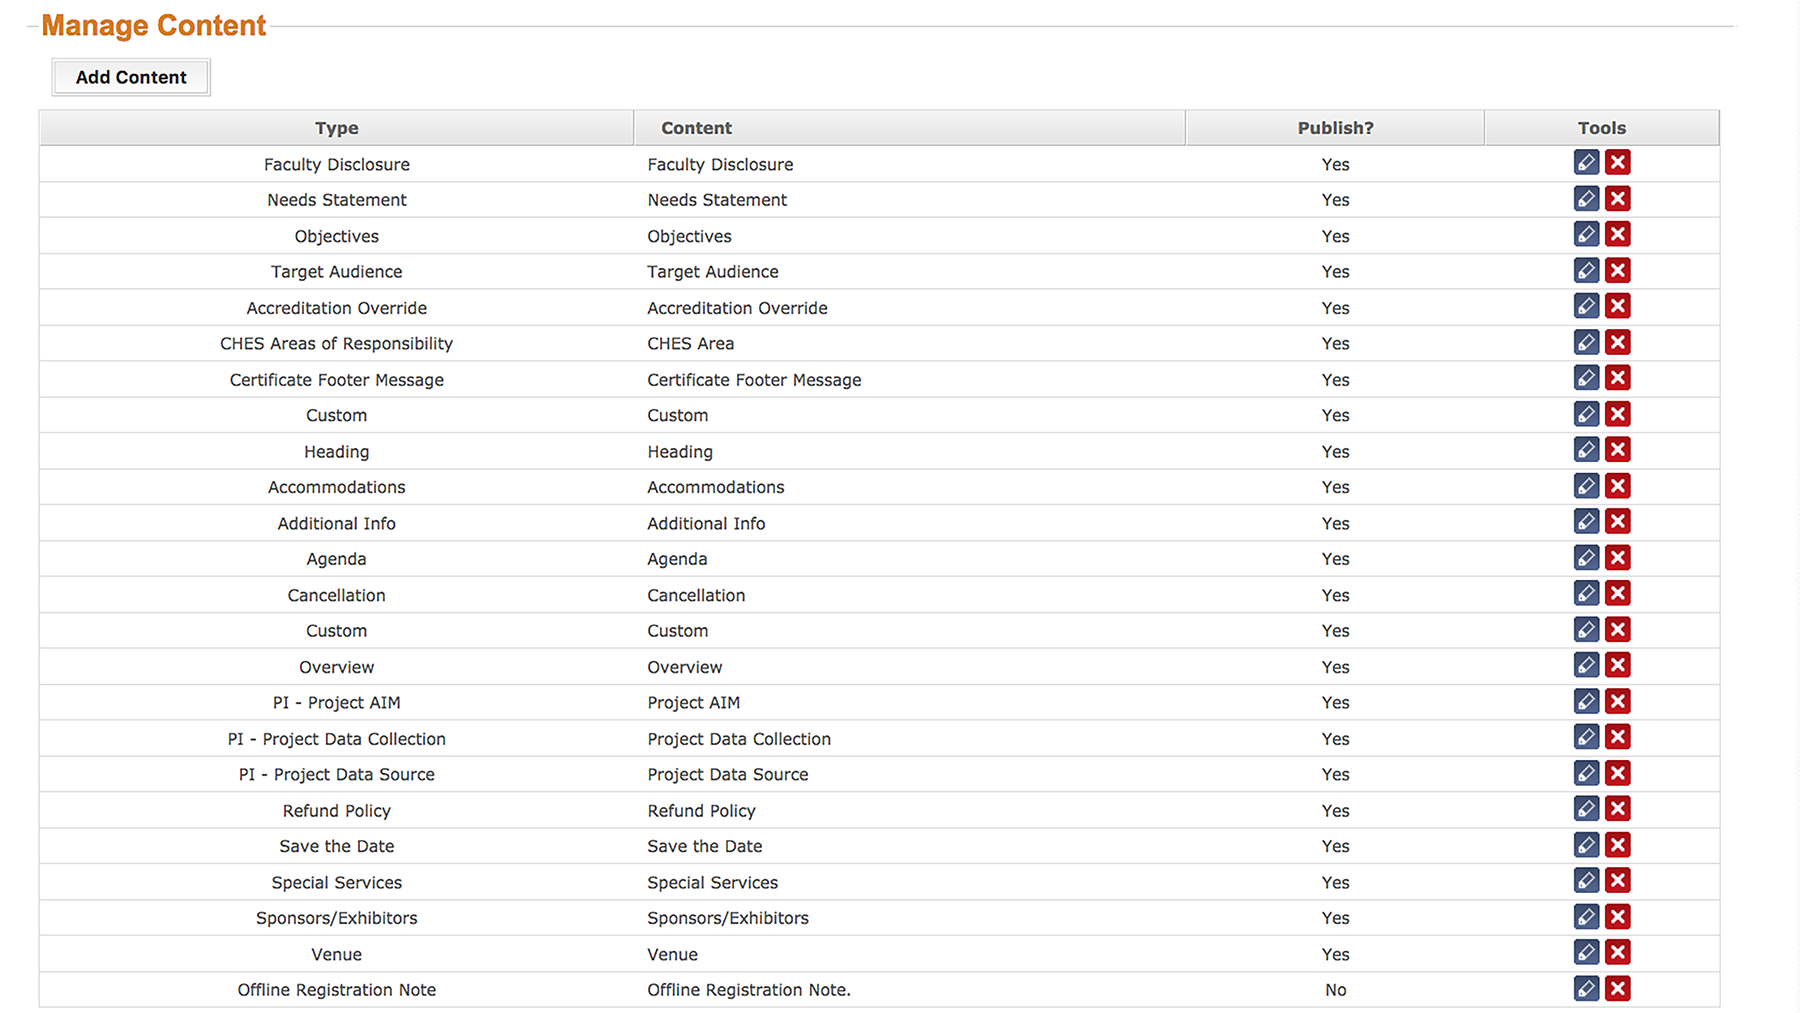 Manage Content
Add Content
Type Content Publish? Tools
Faculty Disclosure Faculty Disclosure Yes
Needs Statement Needs Statement Yes
Objectives Objectives Yes
Target Audience Target Audience Yes
Accreditation Override Accreditation Override Yes
CHES Areas of Responsibility CHES Area Yes
Certificate Footer Message Certificate Footer Message Yes
Custom Custom Yes
Heading Heading Yes
Accommodations Accommodations Yes
Additional Info Additional Info Yes
Agenda Agenda Yes
Cancellation Cancellation Yes
Custom Custom Yes
Overview Overview Yes
PI - Project AIM Project AIM Yes
PI - Project Data Collection Project Data Collection Yes
PI - Project Data Source Project Data Source Yes
Refund Policy Refund Policy Yes
Save the Date Save the Date Yes
Special Services Special Services Yes
Sponsors/Exhibitors Sponsors/Exhibitors Yes
Venue Venue Yes
Offline Registration Note Offline Registration Note. No